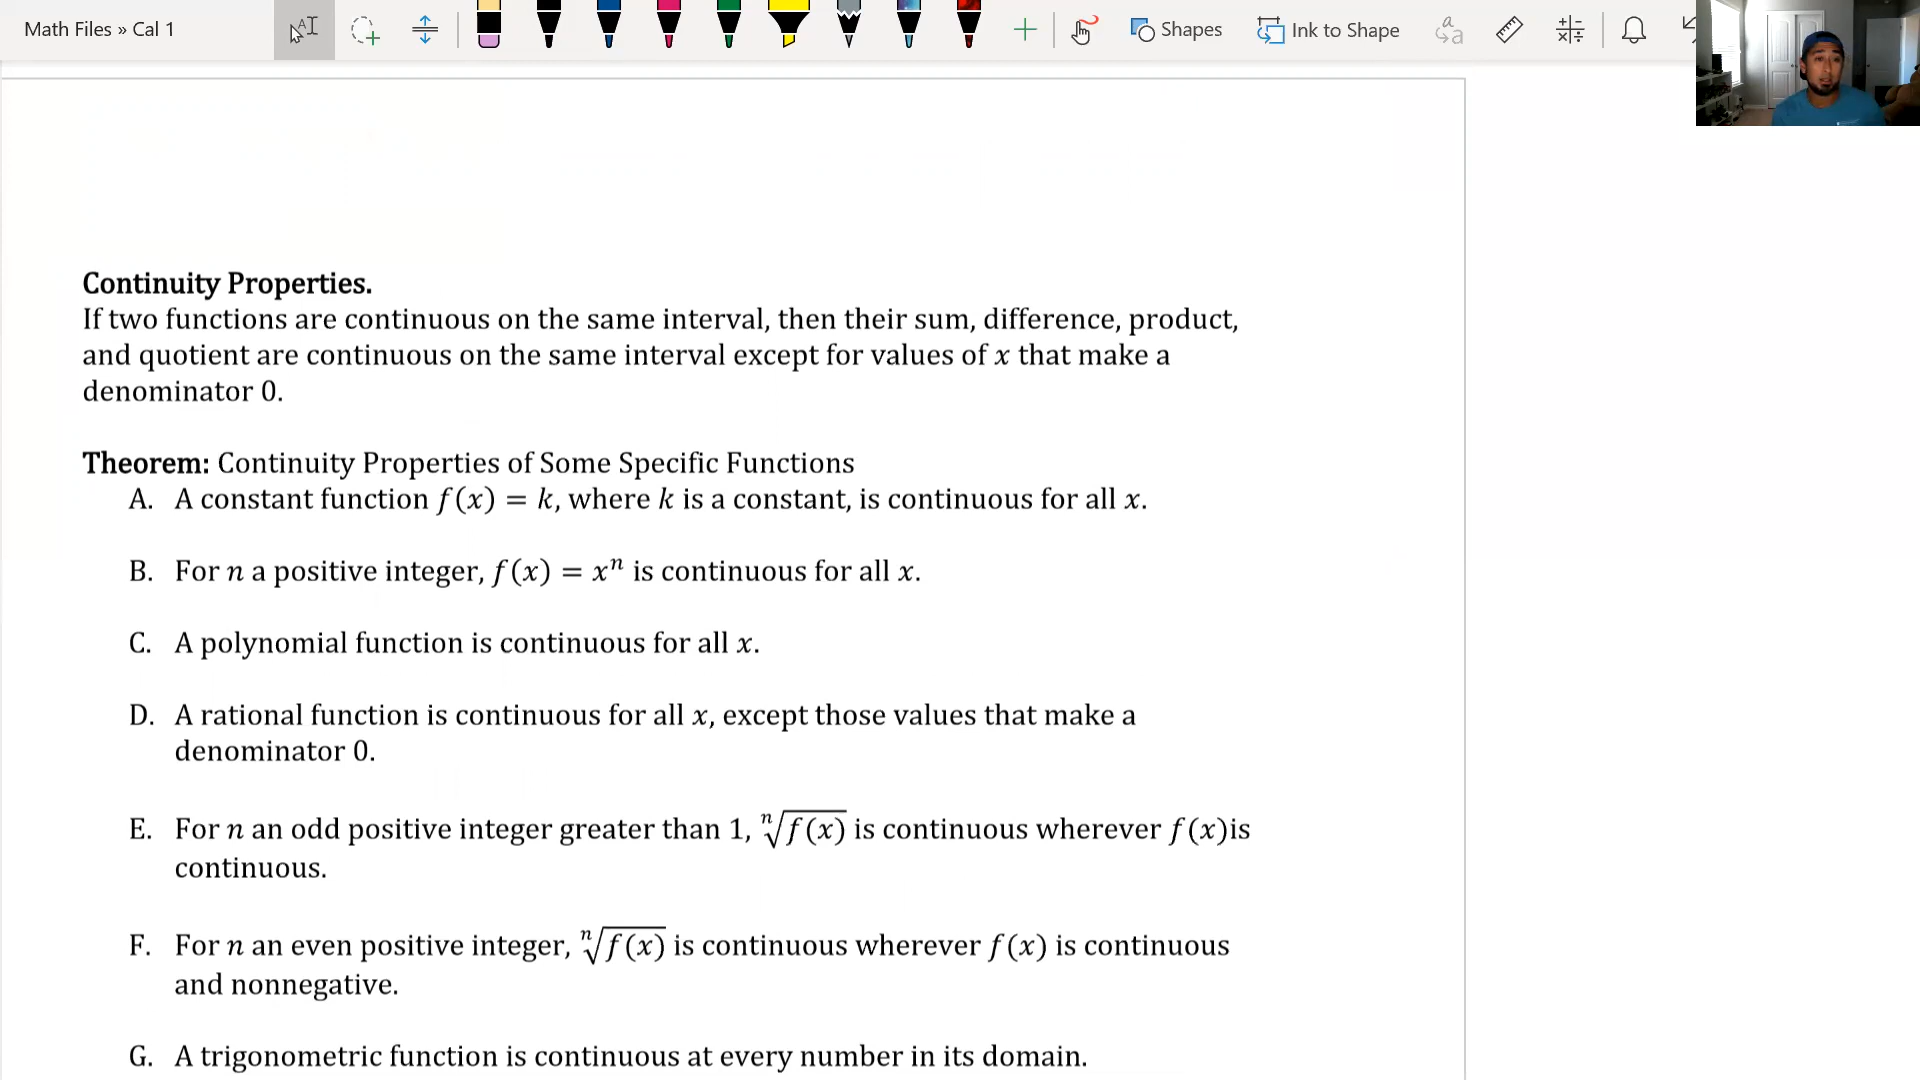 Math Files » Cal 1
Shapes
Ink to Shape
Continuity Properties.
If two functions are continuous on the same interval, then their sum, difference, product,
and quotient are continuous on the same interval except for values of x that make a
denominator 0.
Theorem: Continuity Properties of Some Specific Functions
A. A constant function f(x) = k, where k is a constant, is continuous for all x.
B. For n a positive integer, f(x) = xⁿ is continuous for all x.
C. A polynomial function is continuous for all x.
D. A rational function is continuous for all x, except those values that make a
denominator 0.
E. For n an odd positive integer greater than 1, ⁿ√f(x) is continuous wherever f(x)is
continuous.
F. For n an even positive integer, ⁿ√f(x) is continuous wherever f(x) is continuous
and nonnegative.
G. A trigonometric function is continuous at every number in its domain.